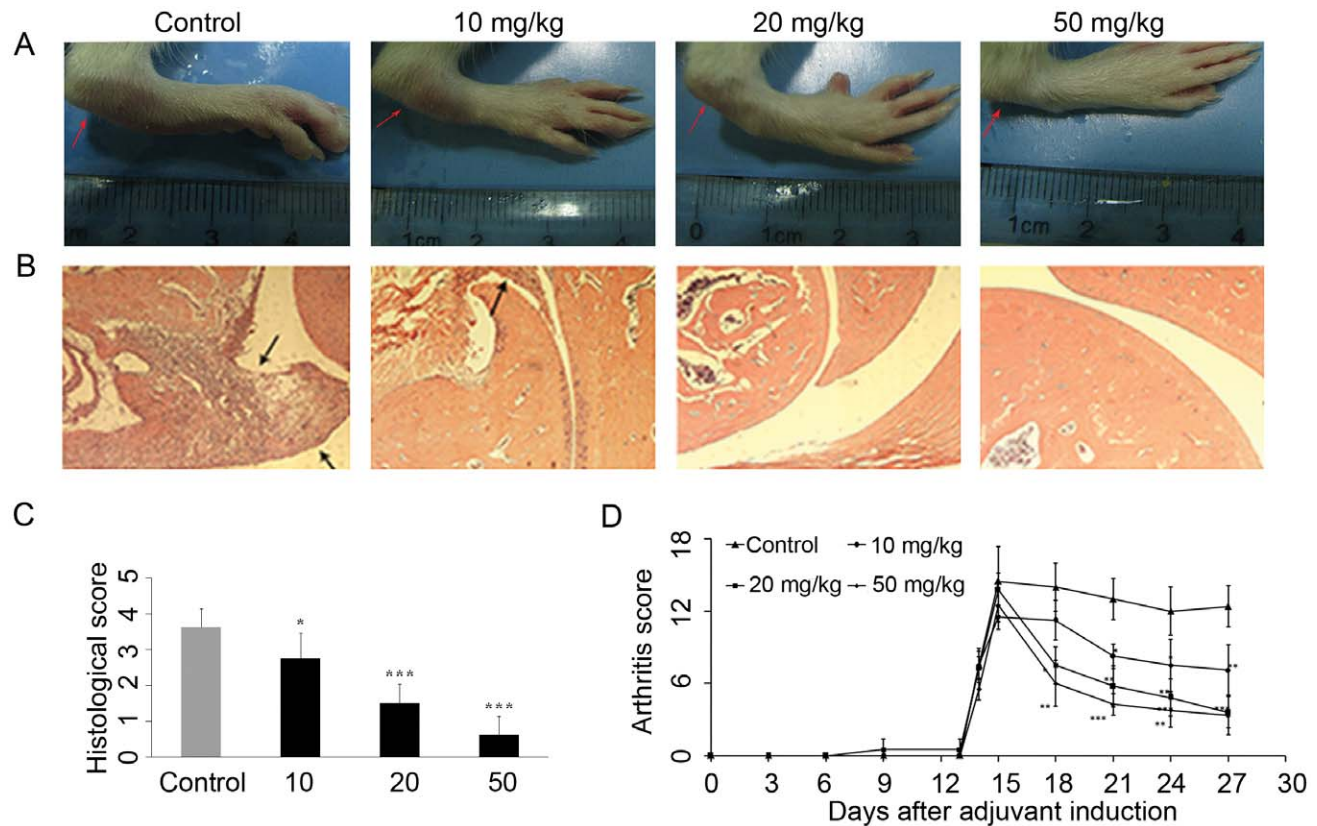 Control 10 mg/kg 20 mg/kg 50 mg/kg
A
2 3 4
1cm 2 3 4
0 1cm 2 3
1cm 2 3 4
B
C
Histological score
5
4
3
2
1
0
* *** ***
Control 10 20 50
D
Arthritis score
18
12
6
0
Control 10 mg/kg
20 mg/kg 50 mg/kg
* **
** **
** *** ** **
0 3 6 9 12 15 18 21 24 27 30
Days after adjuvant induction